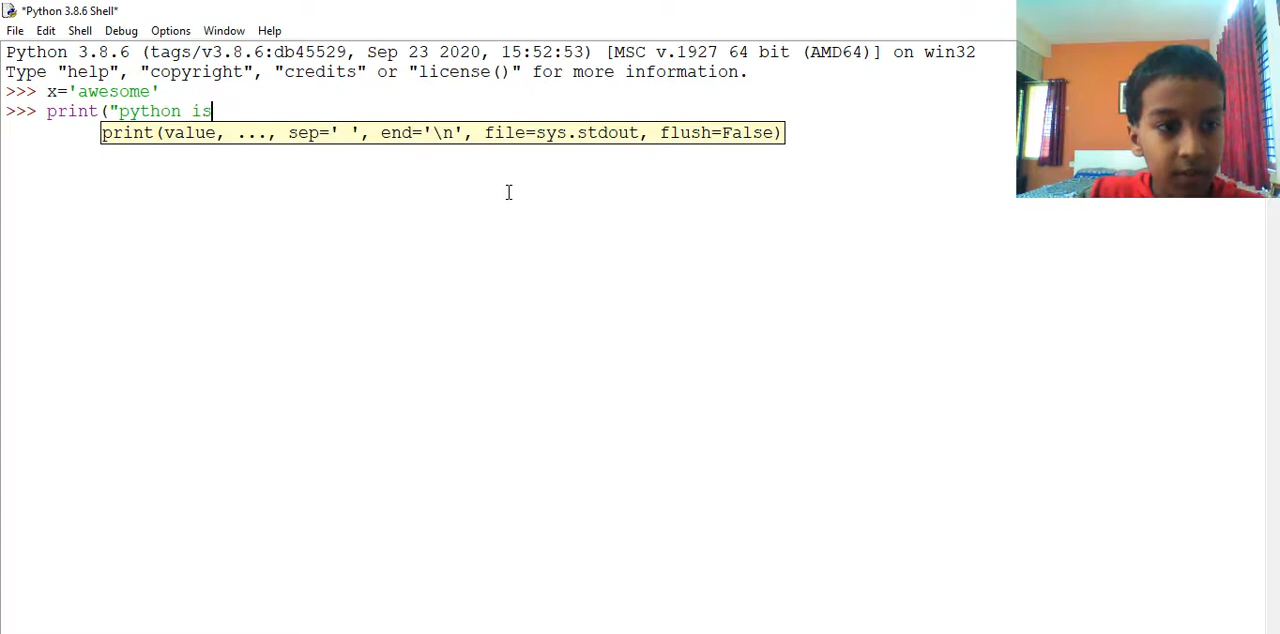 *Python 3.8.6 Shell*
File Edit Shell Debug Options Window Help
Python 3.8.6 (tags/v3.8.6:db45529, Sep 23 2020, 15:52:53) [MSC v.1927 64 bit (AMD64)] on win32
Type "help", "copyright", "credits" or "license()" for more information.
>>> x='awesome'
>>> print("python is
print(value, ..., sep=' ', end='\n', file=sys.stdout, flush=False)